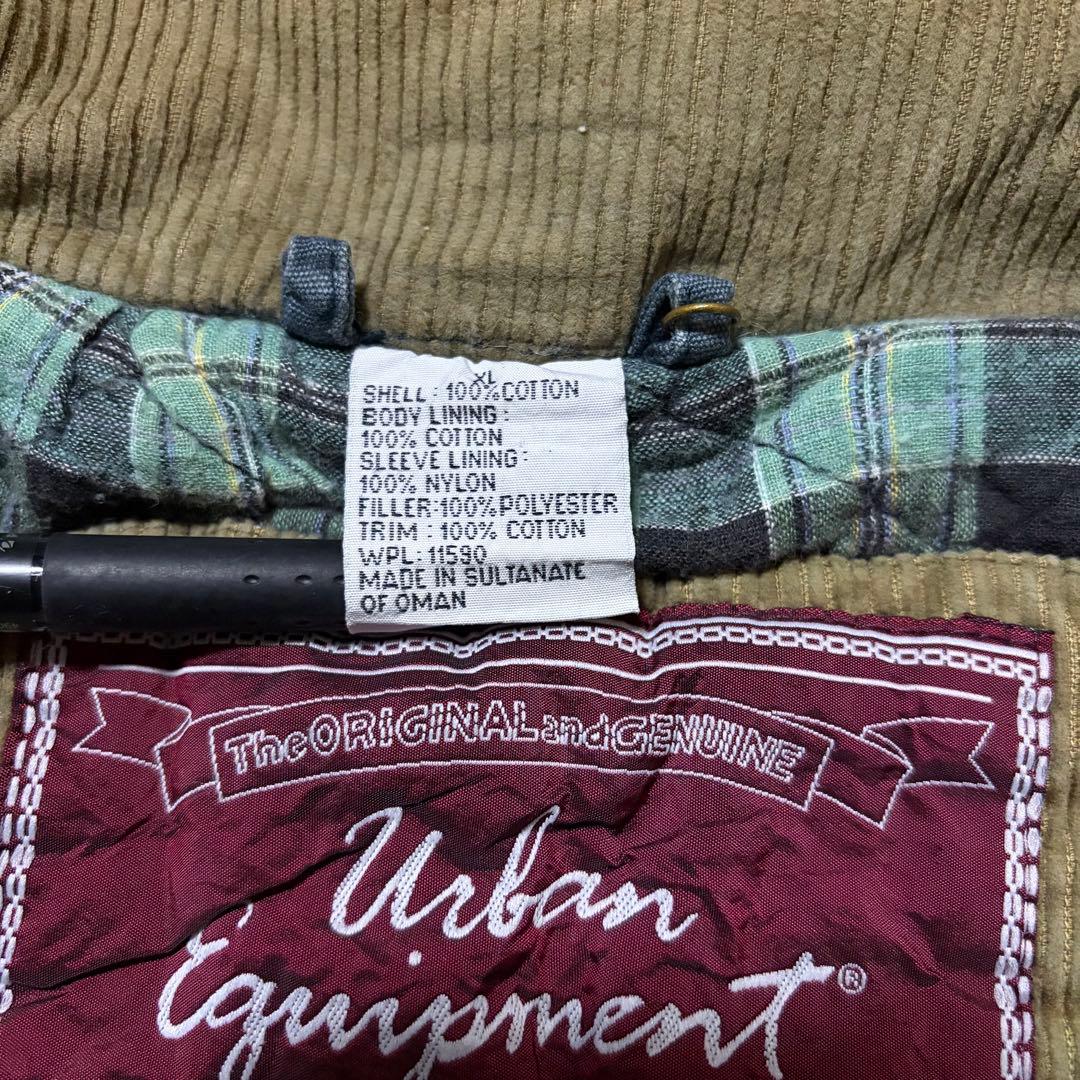 XL
SHELL : 100% COTTON
BODY LINING :
100% COTTON
SLEEVE LINING :
100% NYLON
FILLER:100% POLYESTER
TRIM : 100% COTTON
WPL: 11590
MADE IN SULTANATE
OF OMAN
The ORIGINAL and GENUINE
Urban
Equipment®